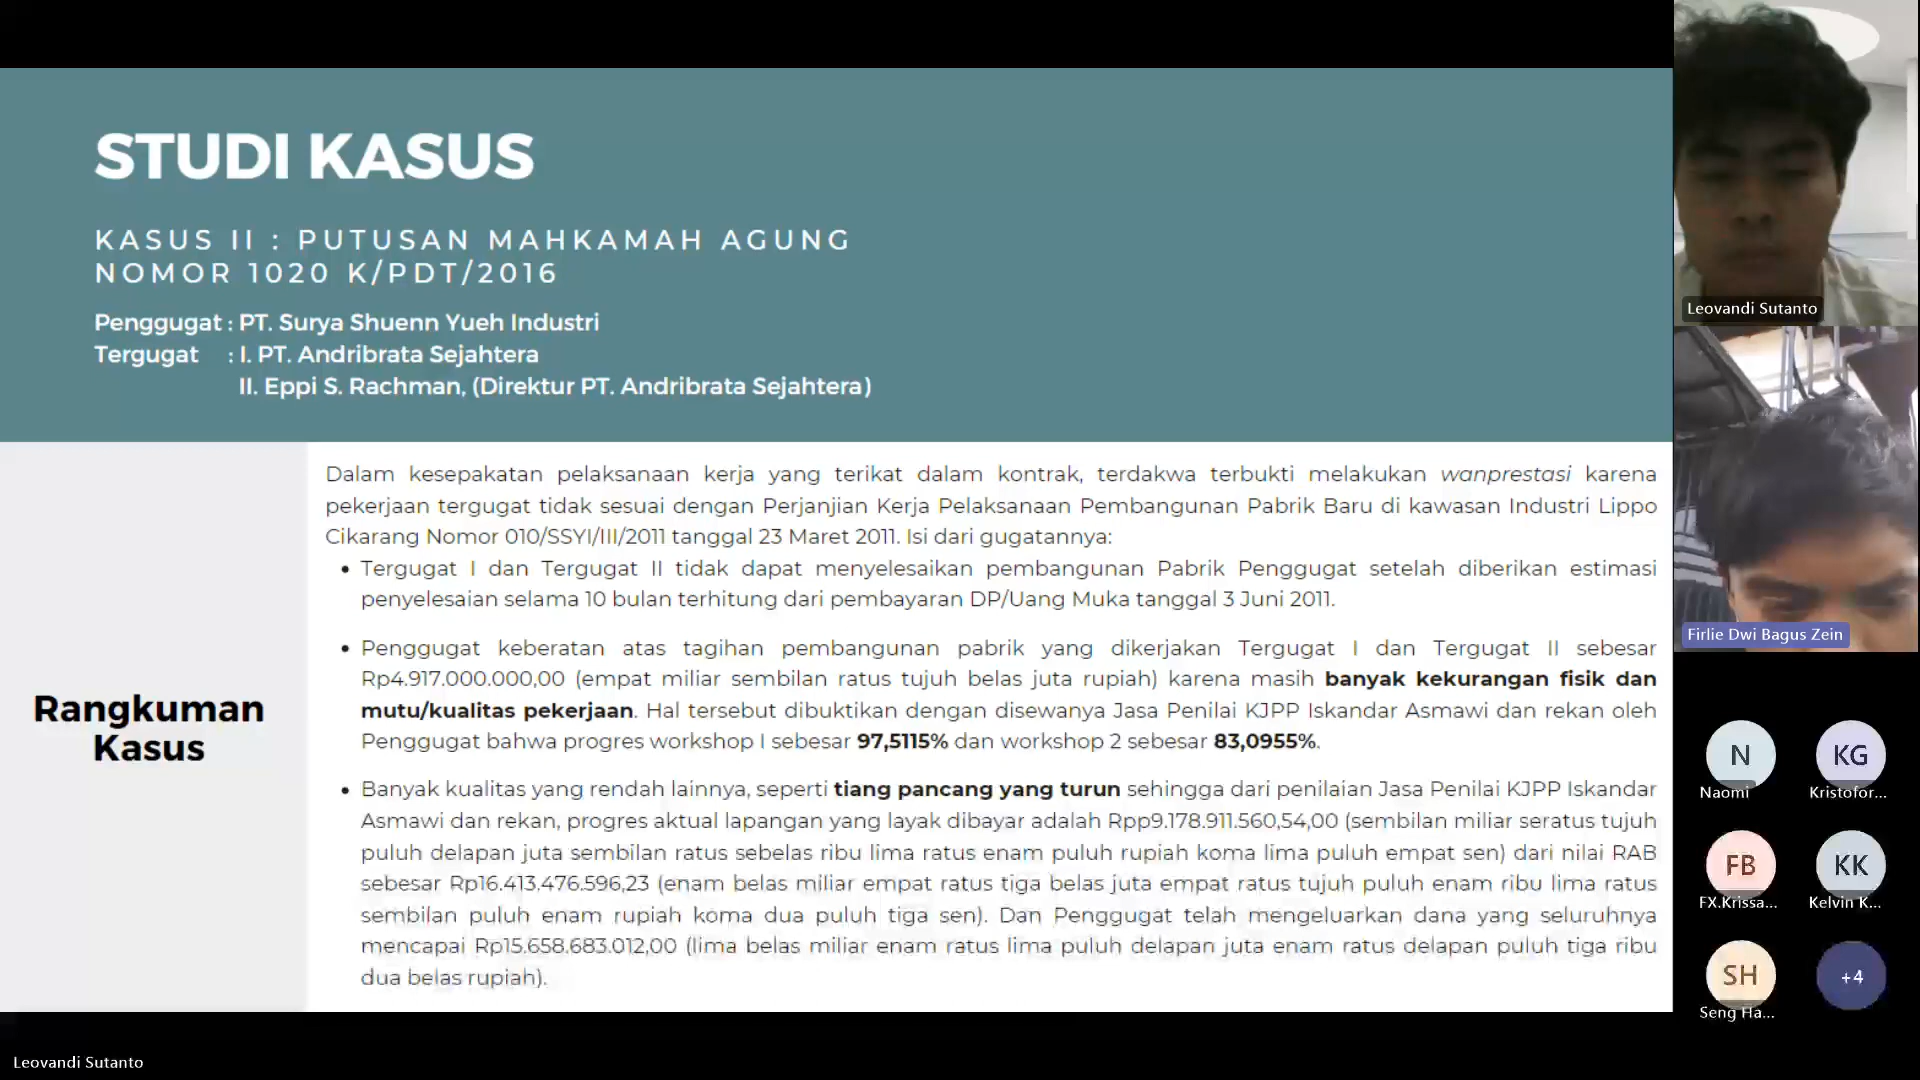 STUDI KASUS
KASUS II : PUTUSAN MAHKAMAH AGUNG
NOMOR 1020 K/PDT/2016
Penggugat : PT. Surya Shuenn Yueh Industri
Tergugat : I. PT. Andribrata Sejahtera
II. Eppi S. Rachman, (Direktur PT. Andribrata Sejahtera)
Rangkuman
Kasus
Dalam kesepakatan pelaksanaan kerja yang terikat dalam kontrak, terdakwa terbukti melakukan wanprestasi karena
pekerjaan tergugat tidak sesuai dengan Perjanjian Kerja Pelaksanaan Pembangunan Pabrik Baru di kawasan Industri Lippo
Cikarang Nomor 010/SSYI/III/2011 tanggal 23 Maret 2011. Isi dari gugatannya:
• Tergugat I dan Tergugat II tidak dapat menyelesaikan pembangunan Pabrik Penggugat setelah diberikan estimasi
penyelesaian selama 10 bulan terhitung dari pembayaran DP/Uang Muka tanggal 3 Juni 2011.
• Penggugat keberatan atas tagihan pembangunan pabrik yang dikerjakan Tergugat I dan Tergugat II sebesar
Rp4.917.000.000,00 (empat miliar sembilan ratus tujuh belas juta rupiah) karena masih banyak kekurangan fisik dan
mutu/kualitas pekerjaan. Hal tersebut dibuktikan dengan disewanya Jasa Penilai KJPP Iskandar Asmawi dan rekan oleh
Penggugat bahwa progres workshop I sebesar 97,5115% dan workshop 2 sebesar 83,0955%.
• Banyak kualitas yang rendah lainnya, seperti tiang pancang yang turun sehingga dari penilaian Jasa Penilai KJPP Iskandar
Asmawi dan rekan, progres aktual lapangan yang layak dibayar adalah Rpp9.178.911.560,54,00 (sembilan miliar seratus tujuh
puluh delapan juta sembilan ratus sebelas ribu lima ratus enam puluh rupiah koma lima puluh empat sen) dari nilai RAB
sebesar Rp16.413.476.596,23 (enam belas miliar empat ratus tiga belas juta empat ratus tujuh puluh enam ribu lima ratus
sembilan puluh enam rupiah koma dua puluh tiga sen). Dan Penggugat telah mengeluarkan dana yang seluruhnya
mencapai Rp15.658.683.012,00 (lima belas miliar enam ratus lima puluh delapan juta enam ratus delapan puluh tiga ribu
dua belas rupiah).
Leovandi Sutanto
Firlie Dwi Bagus Zein
N
Naomi
KG
Kristofor...
FB
FX.Krissa...
KK
Kelvin K...
SH
Seng Ha...
+4
Leovandi Sutanto